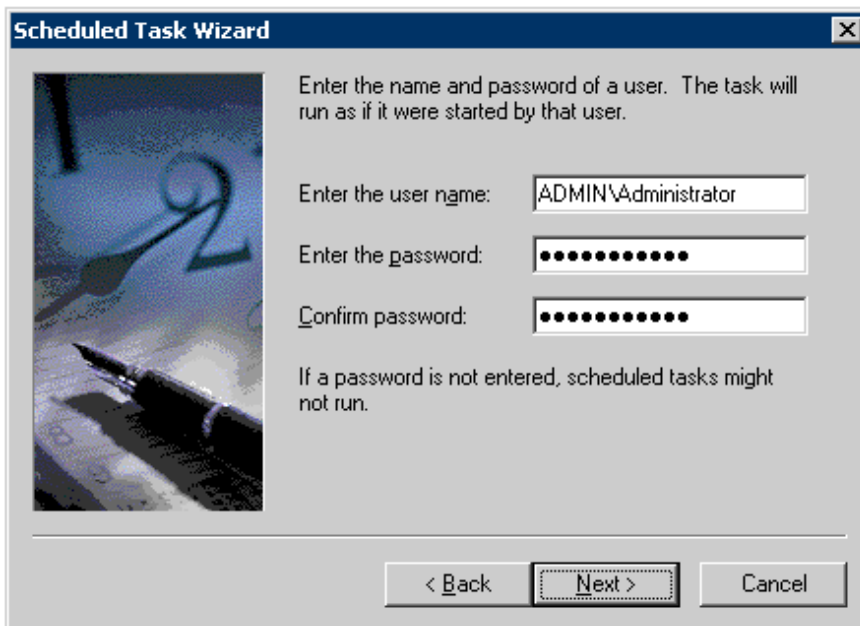 Scheduled Task Wizard
Enter the name and password of a user. The task will
run as if it were started by that user.
Enter the user name: ADMIN\Administrator
Enter the password: ●●●●●●●●●●●
Confirm password: ●●●●●●●●●●●
If a password is not entered, scheduled tasks might
not run.
< Back Next > Cancel